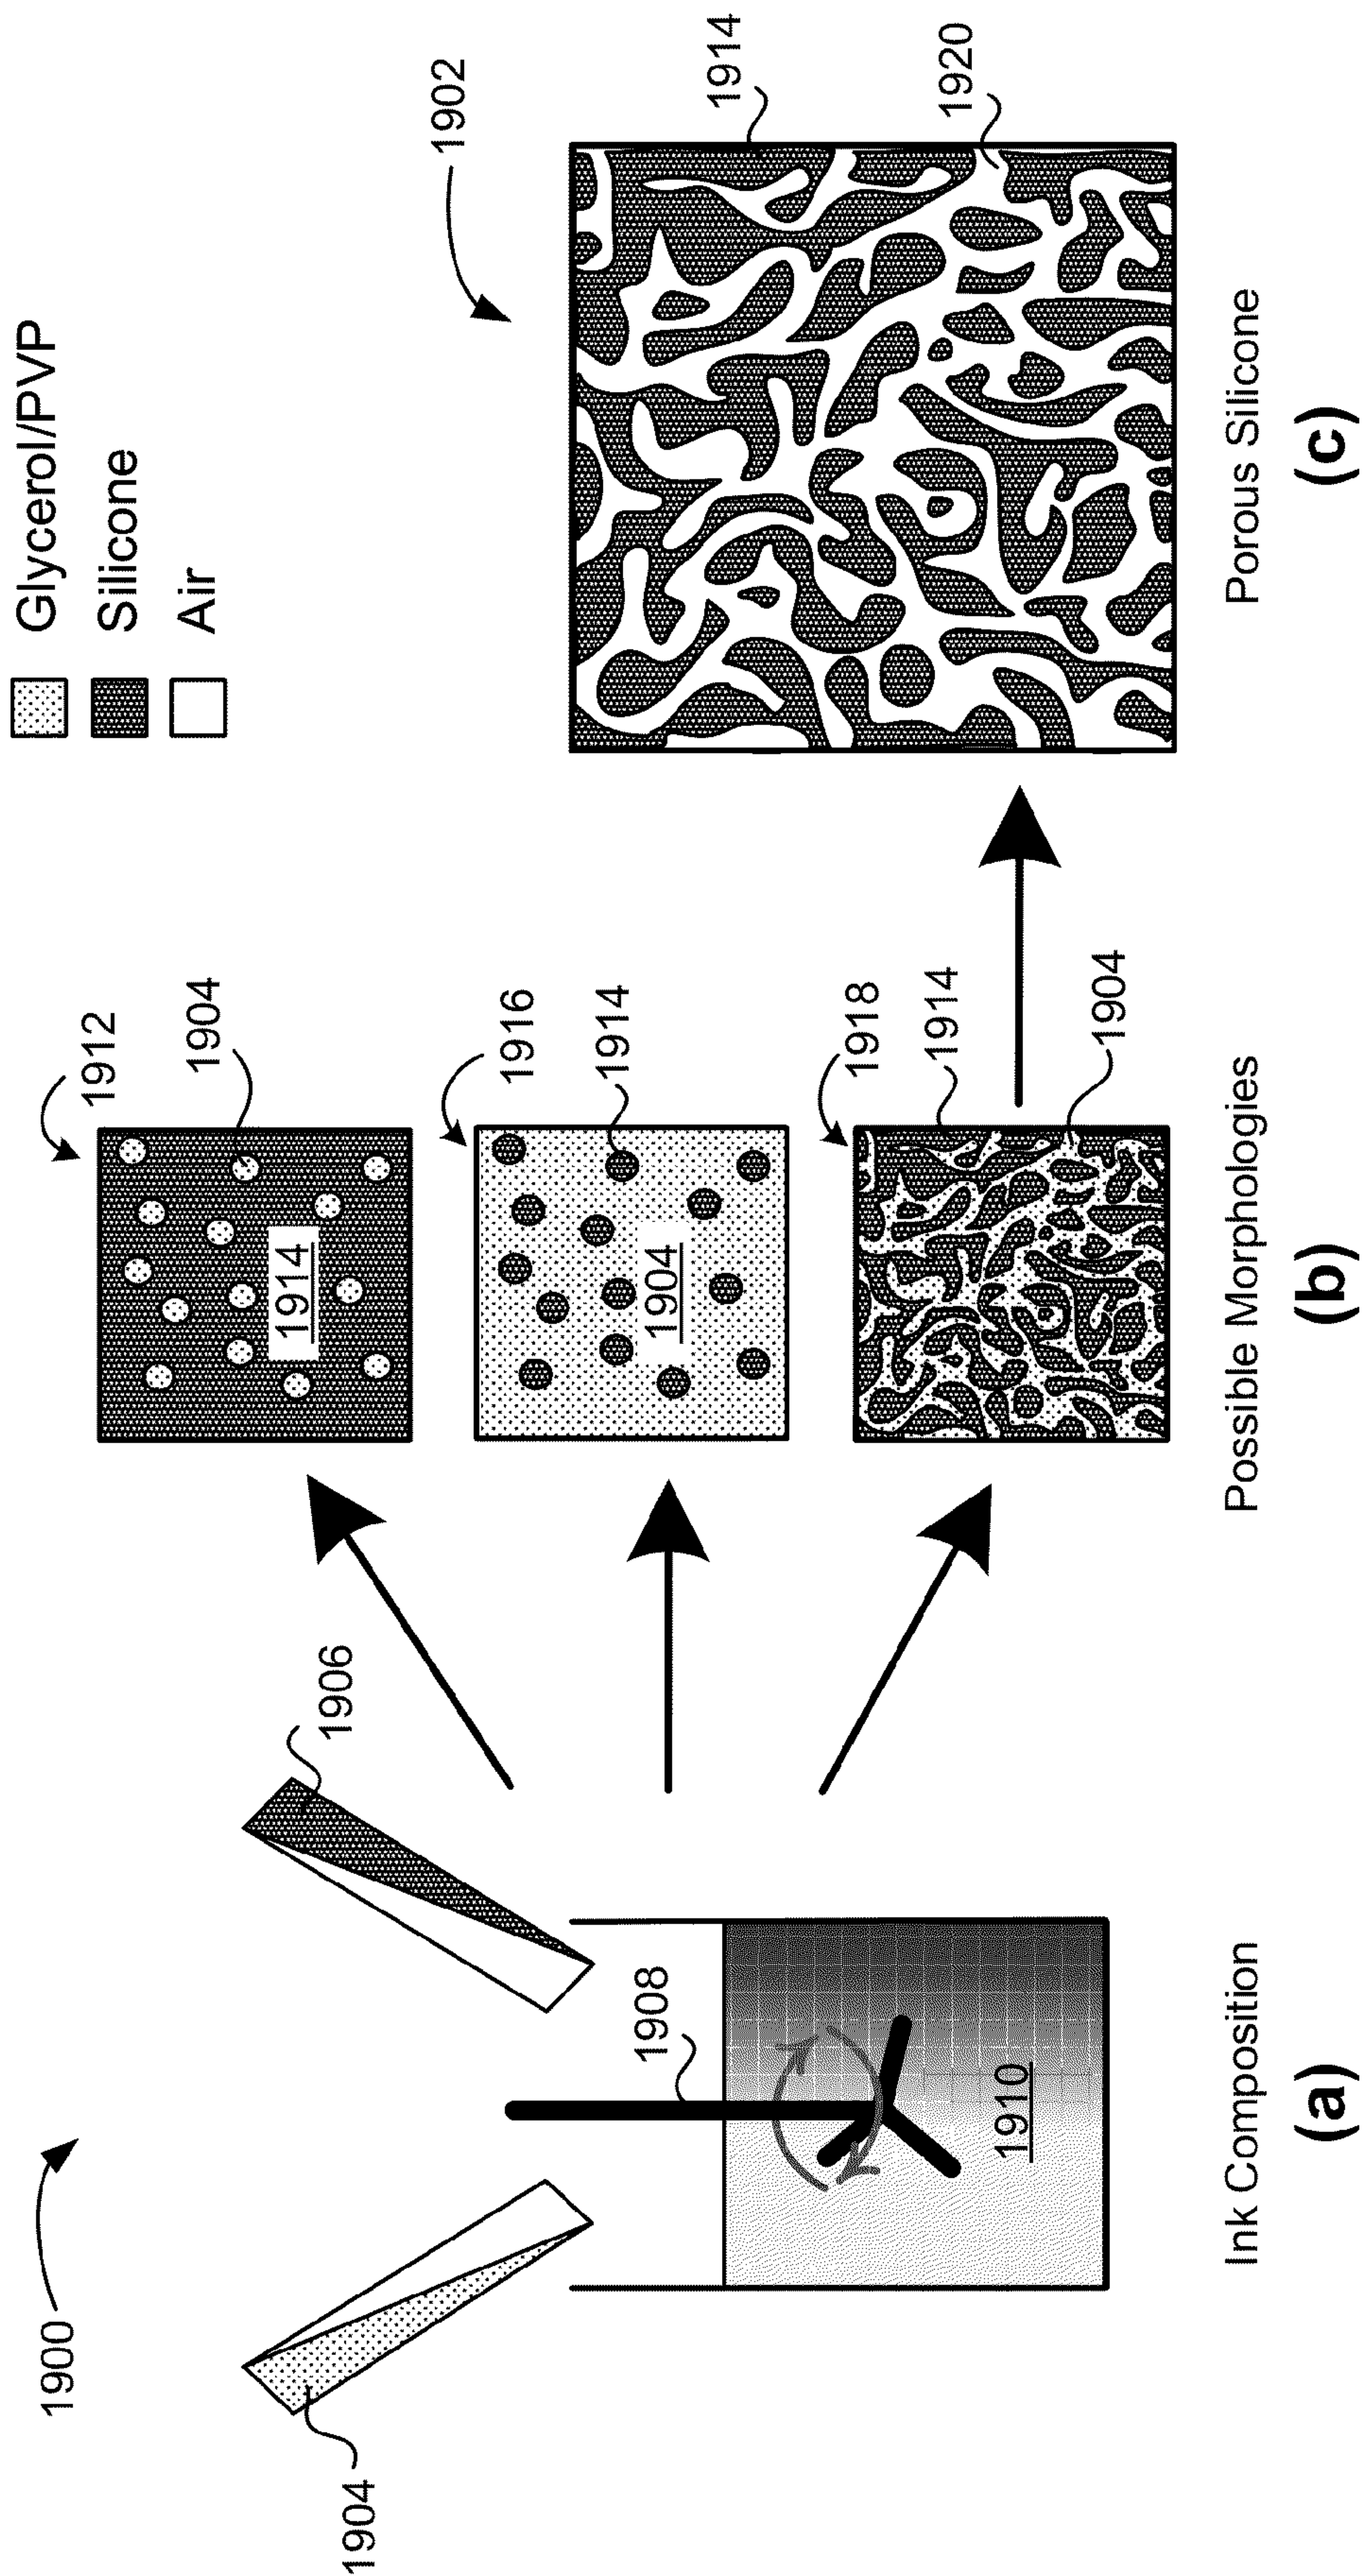 1900
Glycerol/PVP
Silicone
Air
1904
1906
1908
1910
Ink Composition
(a)
1912
1904
1914
1916
1914
1904
1918
1914
1904
Possible Morphologies
(b)
1902
1914
1920
Porous Silicone
(c)